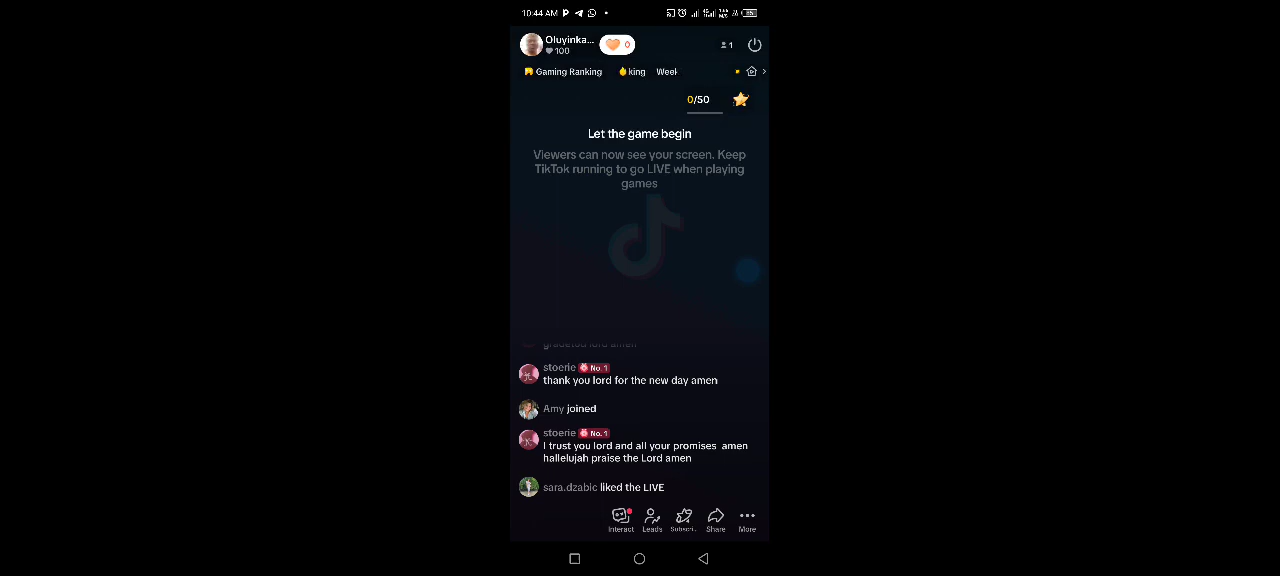 10:44 AM
85
Oluyinka...
100
0
1
Gaming Ranking
king
Week
0/50
Let the game begin
Viewers can now see your screen. Keep
TikTok running to go LIVE when playing
games
stoerie No. 1
thank you lord for the new day amen
Amy joined
stoerie No. 1
I trust you lord and all your promises amen
hallelujah praise the Lord amen
sara.dzabic liked the LIVE
Interact
Leads
Subscri...
Share
More